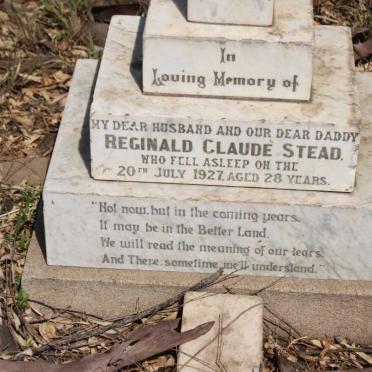 In
Loving Memory of
MY DEAR HUSBAND AND OUR DEAR DADDY
REGINALD CLAUDE STEAD.
WHO FELL ASLEEP ON THE
20TH JULY 1927, AGED 28 YEARS.
"Not now, but in the coming years,
It may be in the Better Land,
We will read the meaning of our tears,
And There, sometime, we'll understand."